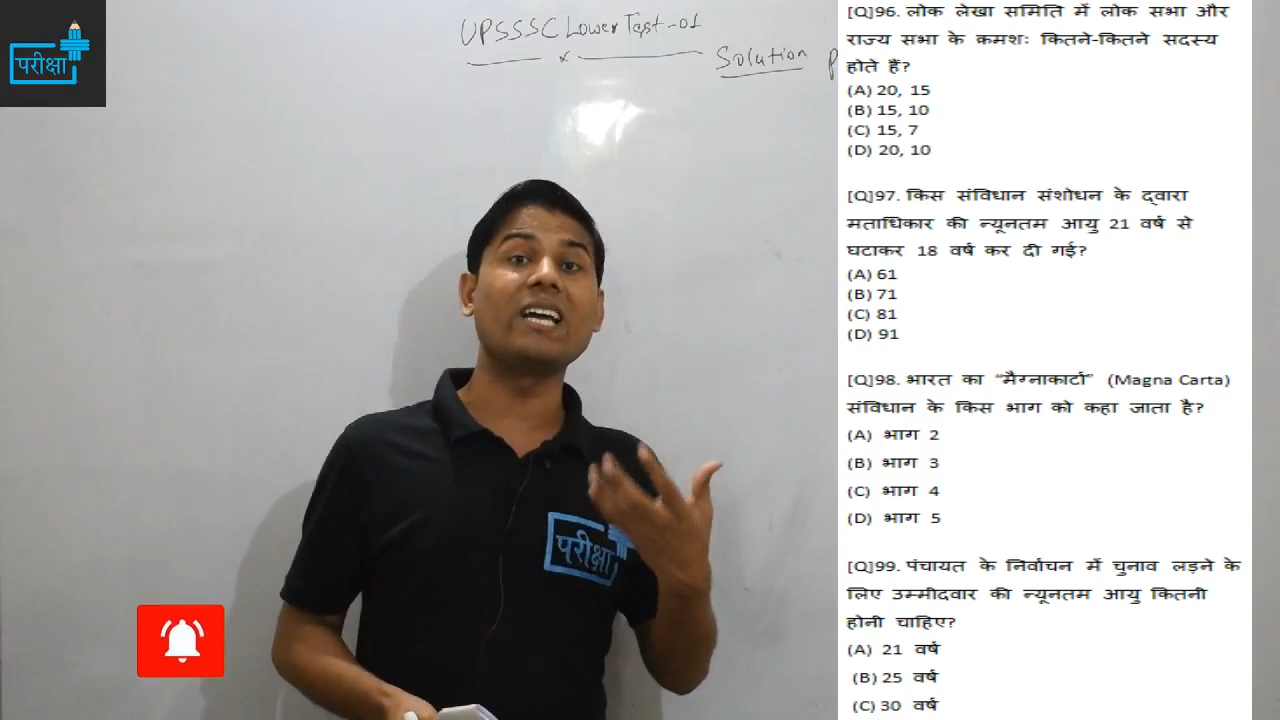 परीक्षा
UPSSSC Lower Test-01
Solution
परीक्षा
[Q]96. लोक लेखा समिति में लोक सभा और
राज्य सभा के क्रमशः कितने-कितने सदस्य
होते हैं?
(A) 20, 15
(B) 15, 10
(C) 15, 7
(D) 20, 10
[Q]97. किस संविधान संशोधन के द्वारा
मताधिकार की न्यूनतम आयु 21 वर्ष से
घटाकर 18 वर्ष कर दी गई?
(A) 61
(B) 71
(C) 81
(D) 91
[Q]98. भारत का "मैग्नाकार्टा" (Magna Carta)
संविधान के किस भाग को कहा जाता है?
(A) भाग 2
(B) भाग 3
(C) भाग 4
(D) भाग 5
[Q]99. पंचायत के निर्वाचन में चुनाव लड़ने के
लिए उम्मीदवार की न्यूनतम आयु कितनी
होनी चाहिए?
(A) 21 वर्ष
(B) 25 वर्ष
(C) 30 वर्ष